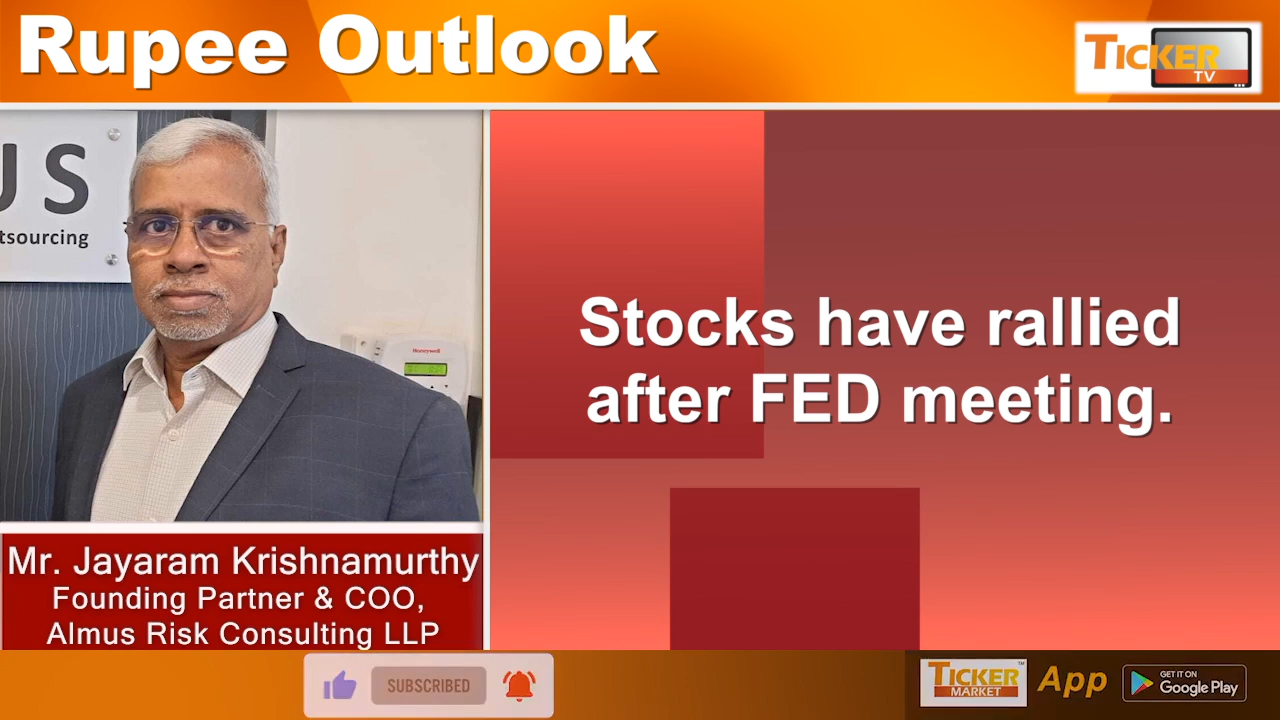 Rupee Outlook
TICKER
TV
US
tsourcing
Honeywell
Stocks have rallied
after FED meeting.
Mr. Jayaram Krishnamurthy
Founding Partner & COO,
Almus Risk Consulting LLP
SUBSCRIBED
TICKER
MARKET
App
GET IT ON
Google Play